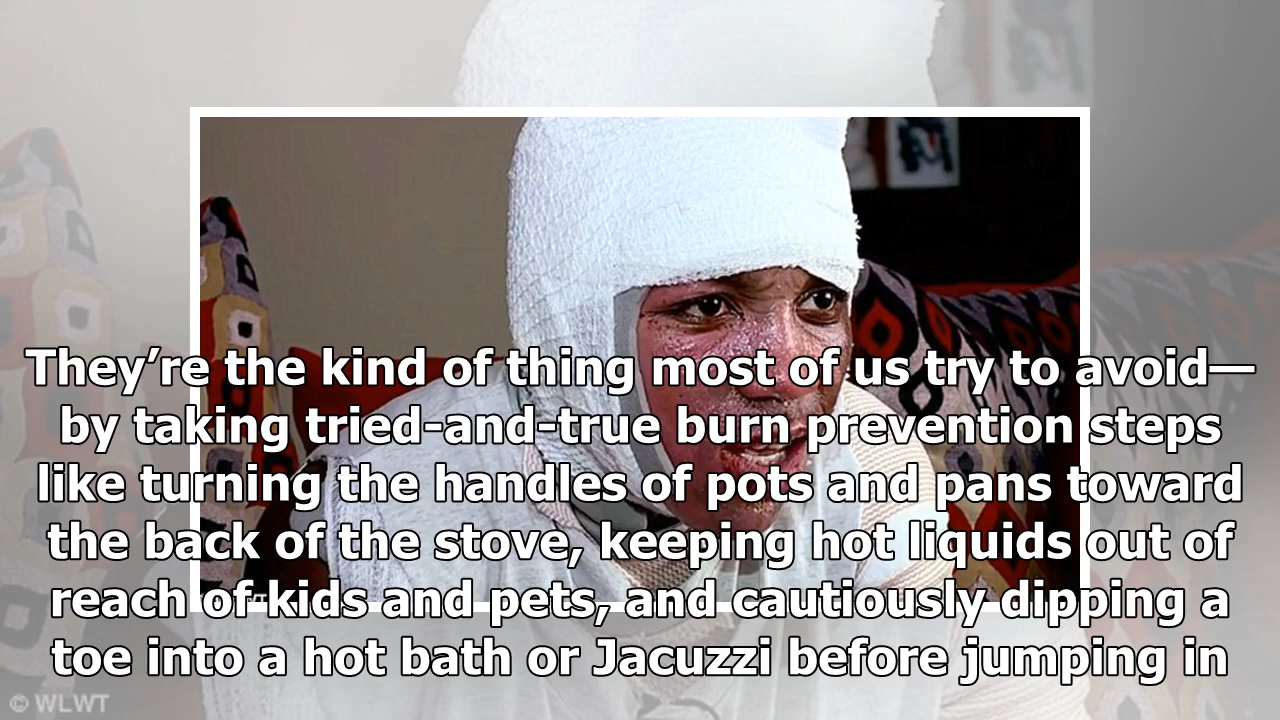 They’re the kind of thing most of us try to avoid—
by taking tried-and-true burn prevention steps
like turning the handles of pots and pans toward
the back of the stove, keeping hot liquids out of
reach of kids and pets, and cautiously dipping a
toe into a hot bath or Jacuzzi before jumping in
© WLWT